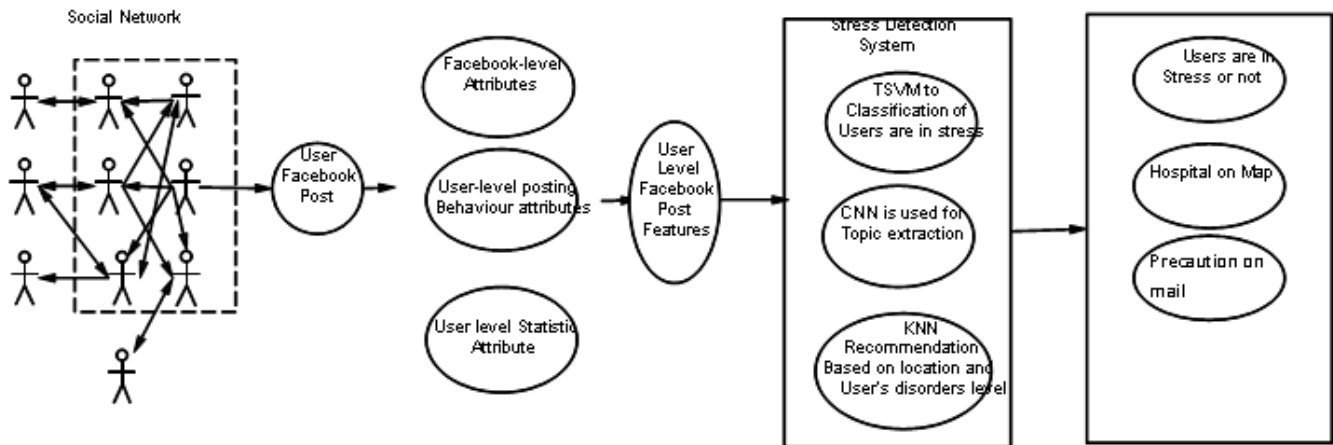 Social Network
User
Facebook
Post
Facebook-level
Attributes
User-level posting
Behaviour attributes
User level Statistic
Attribute
User
Level
Facebook
Post
Features
Stress Detection
System
TSVM to
Classification of
Users are in stress
CNN is used for
Topic extraction
KNN
Recommendation
Based on location and
User's disorders level
Users are in
Stress or not
Hospital on Map
Precaution on
mail